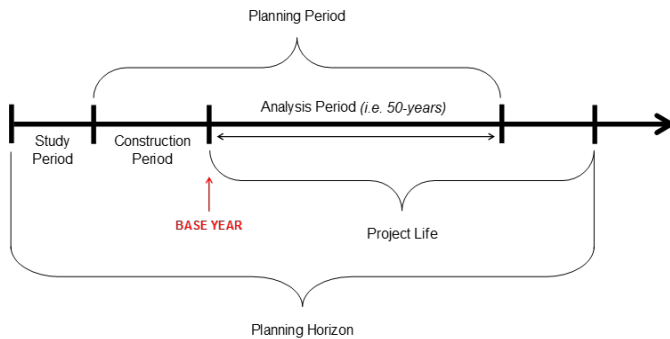 Planning Period
Analysis Period (i.e. 50-years)
Study
Period
Construction
Period
BASE YEAR
Project Life
Planning Horizon